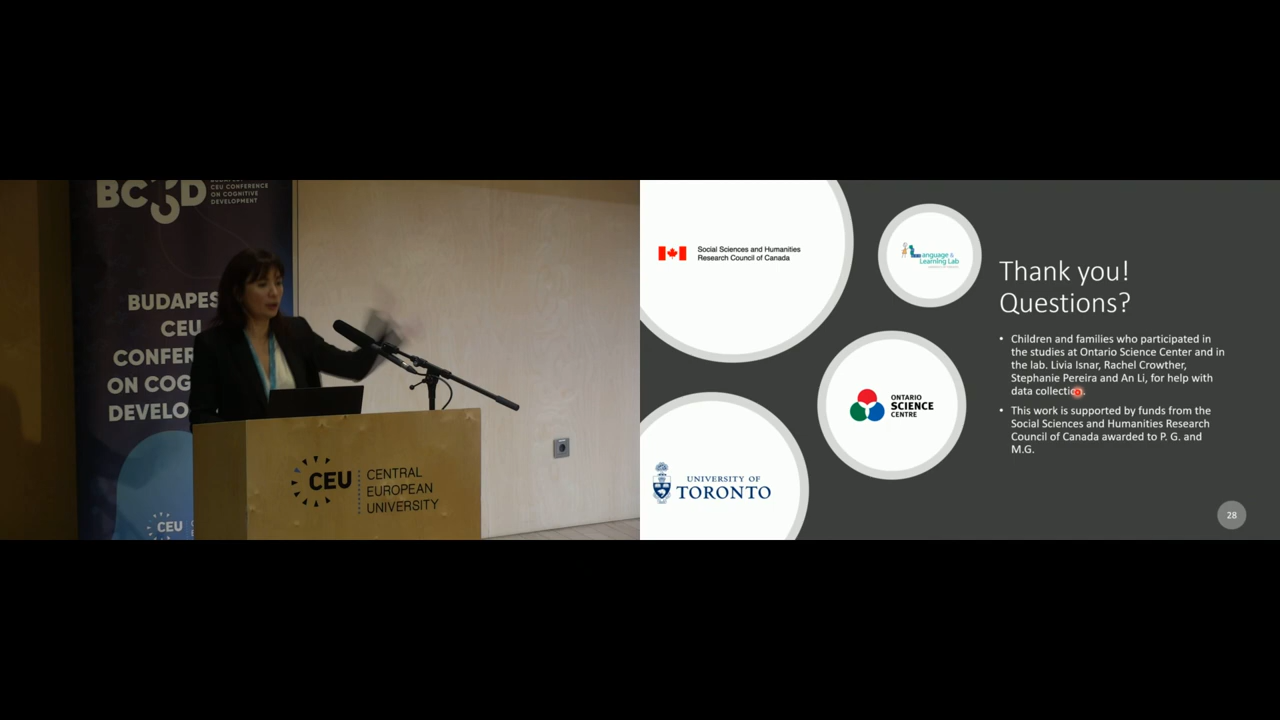 BCCD
CEU CONFERENCE
ON COGNITIVE
DEVELOPMENT
BUDAPES
CEU
CONFER
ON COG
DEVELO
CEU
CEU
CENTRAL
EUROPEAN
UNIVERSITY
Social Sciences and Humanities
Research Council of Canada
Language &
Learning Lab
ONTARIO
SCIENCE
CENTRE
UNIVERSITY OF
TORONTO
Thank you!
Questions?
• Children and families who participated in
the studies at Ontario Science Center and in
the lab. Livia Isnar, Rachel Crowther,
Stephanie Pereira and An Li, for help with
data collection.
• This work is supported by funds from the
Social Sciences and Humanities Research
Council of Canada awarded to P. G. and
M.G.
28